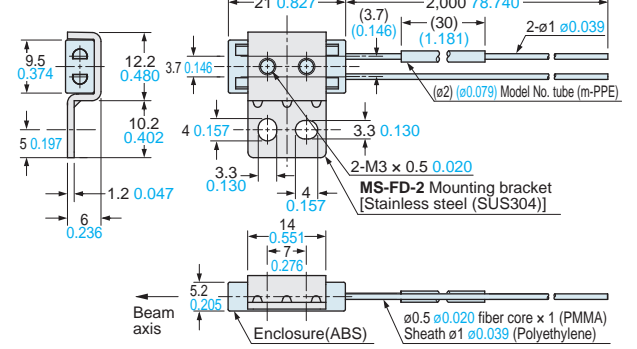 21 0.827
2,000 78.740
(3.7)
(0.146)
(30)
(1.181)
2-ø1 ø0.039
9.5
0.374
12.2
0.480
3.7 0.146
(ø2) (ø0.079) Model No. tube (m-PPE)
10.2
0.402
5 0.197
4 0.157
3.3 0.130
3.3
0.130
4
0.157
2-M3 × 0.5 0.020
MS-FD-2 Mounting bracket
[Stainless steel (SUS304)]
1.2 0.047
6
0.236
14
0.551
7
0.276
5.2
0.205
Beam
axis
Enclosure(ABS)
ø0.5 ø0.020 fiber core × 1 (PMMA)
Sheath ø1 ø0.039 (Polyethylene)